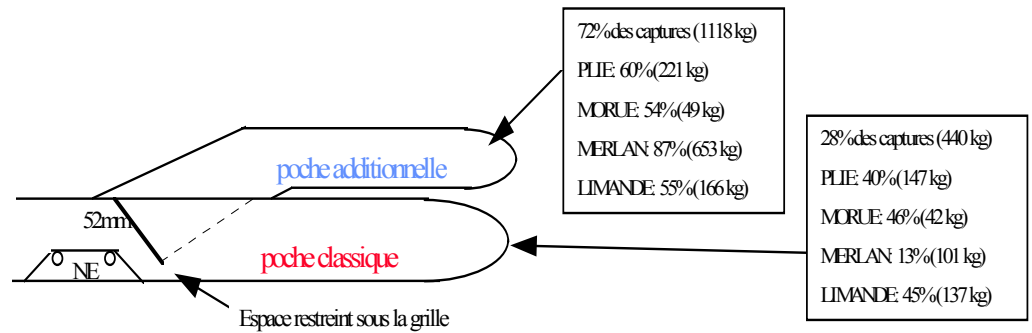 72% des captures (1118 kg)
PLIE: 60% (221 kg)
MORUE: 54% (49 kg)
MERLAN: 87% (653 kg)
LIMANDE: 55% (166 kg)
28% des captures (440 kg)
PLIE: 40% (147 kg)
MORUE: 46% (42 kg)
MERLAN: 13% (101 kg)
LIMANDE: 45% (137 kg)
poche additionnelle
52mm
poche classique
NE
Espace restreint sous la grille